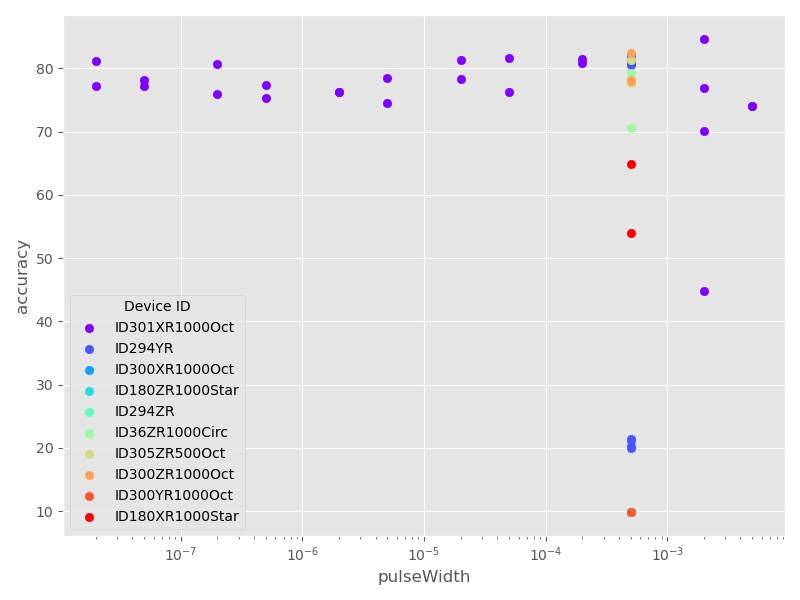 accuracy
80
70
60
50
40
30
20
10
Device ID
ID301XR1000Oct
ID294YR
ID300XR1000Oct
ID180ZR1000Star
ID294ZR
ID36ZR1000Circ
ID305ZR500Oct
ID300ZR1000Oct
ID300YR1000Oct
ID180XR1000Star
10⁻⁷ 10⁻⁶ 10⁻⁵ 10⁻⁴ 10⁻³
pulseWidth